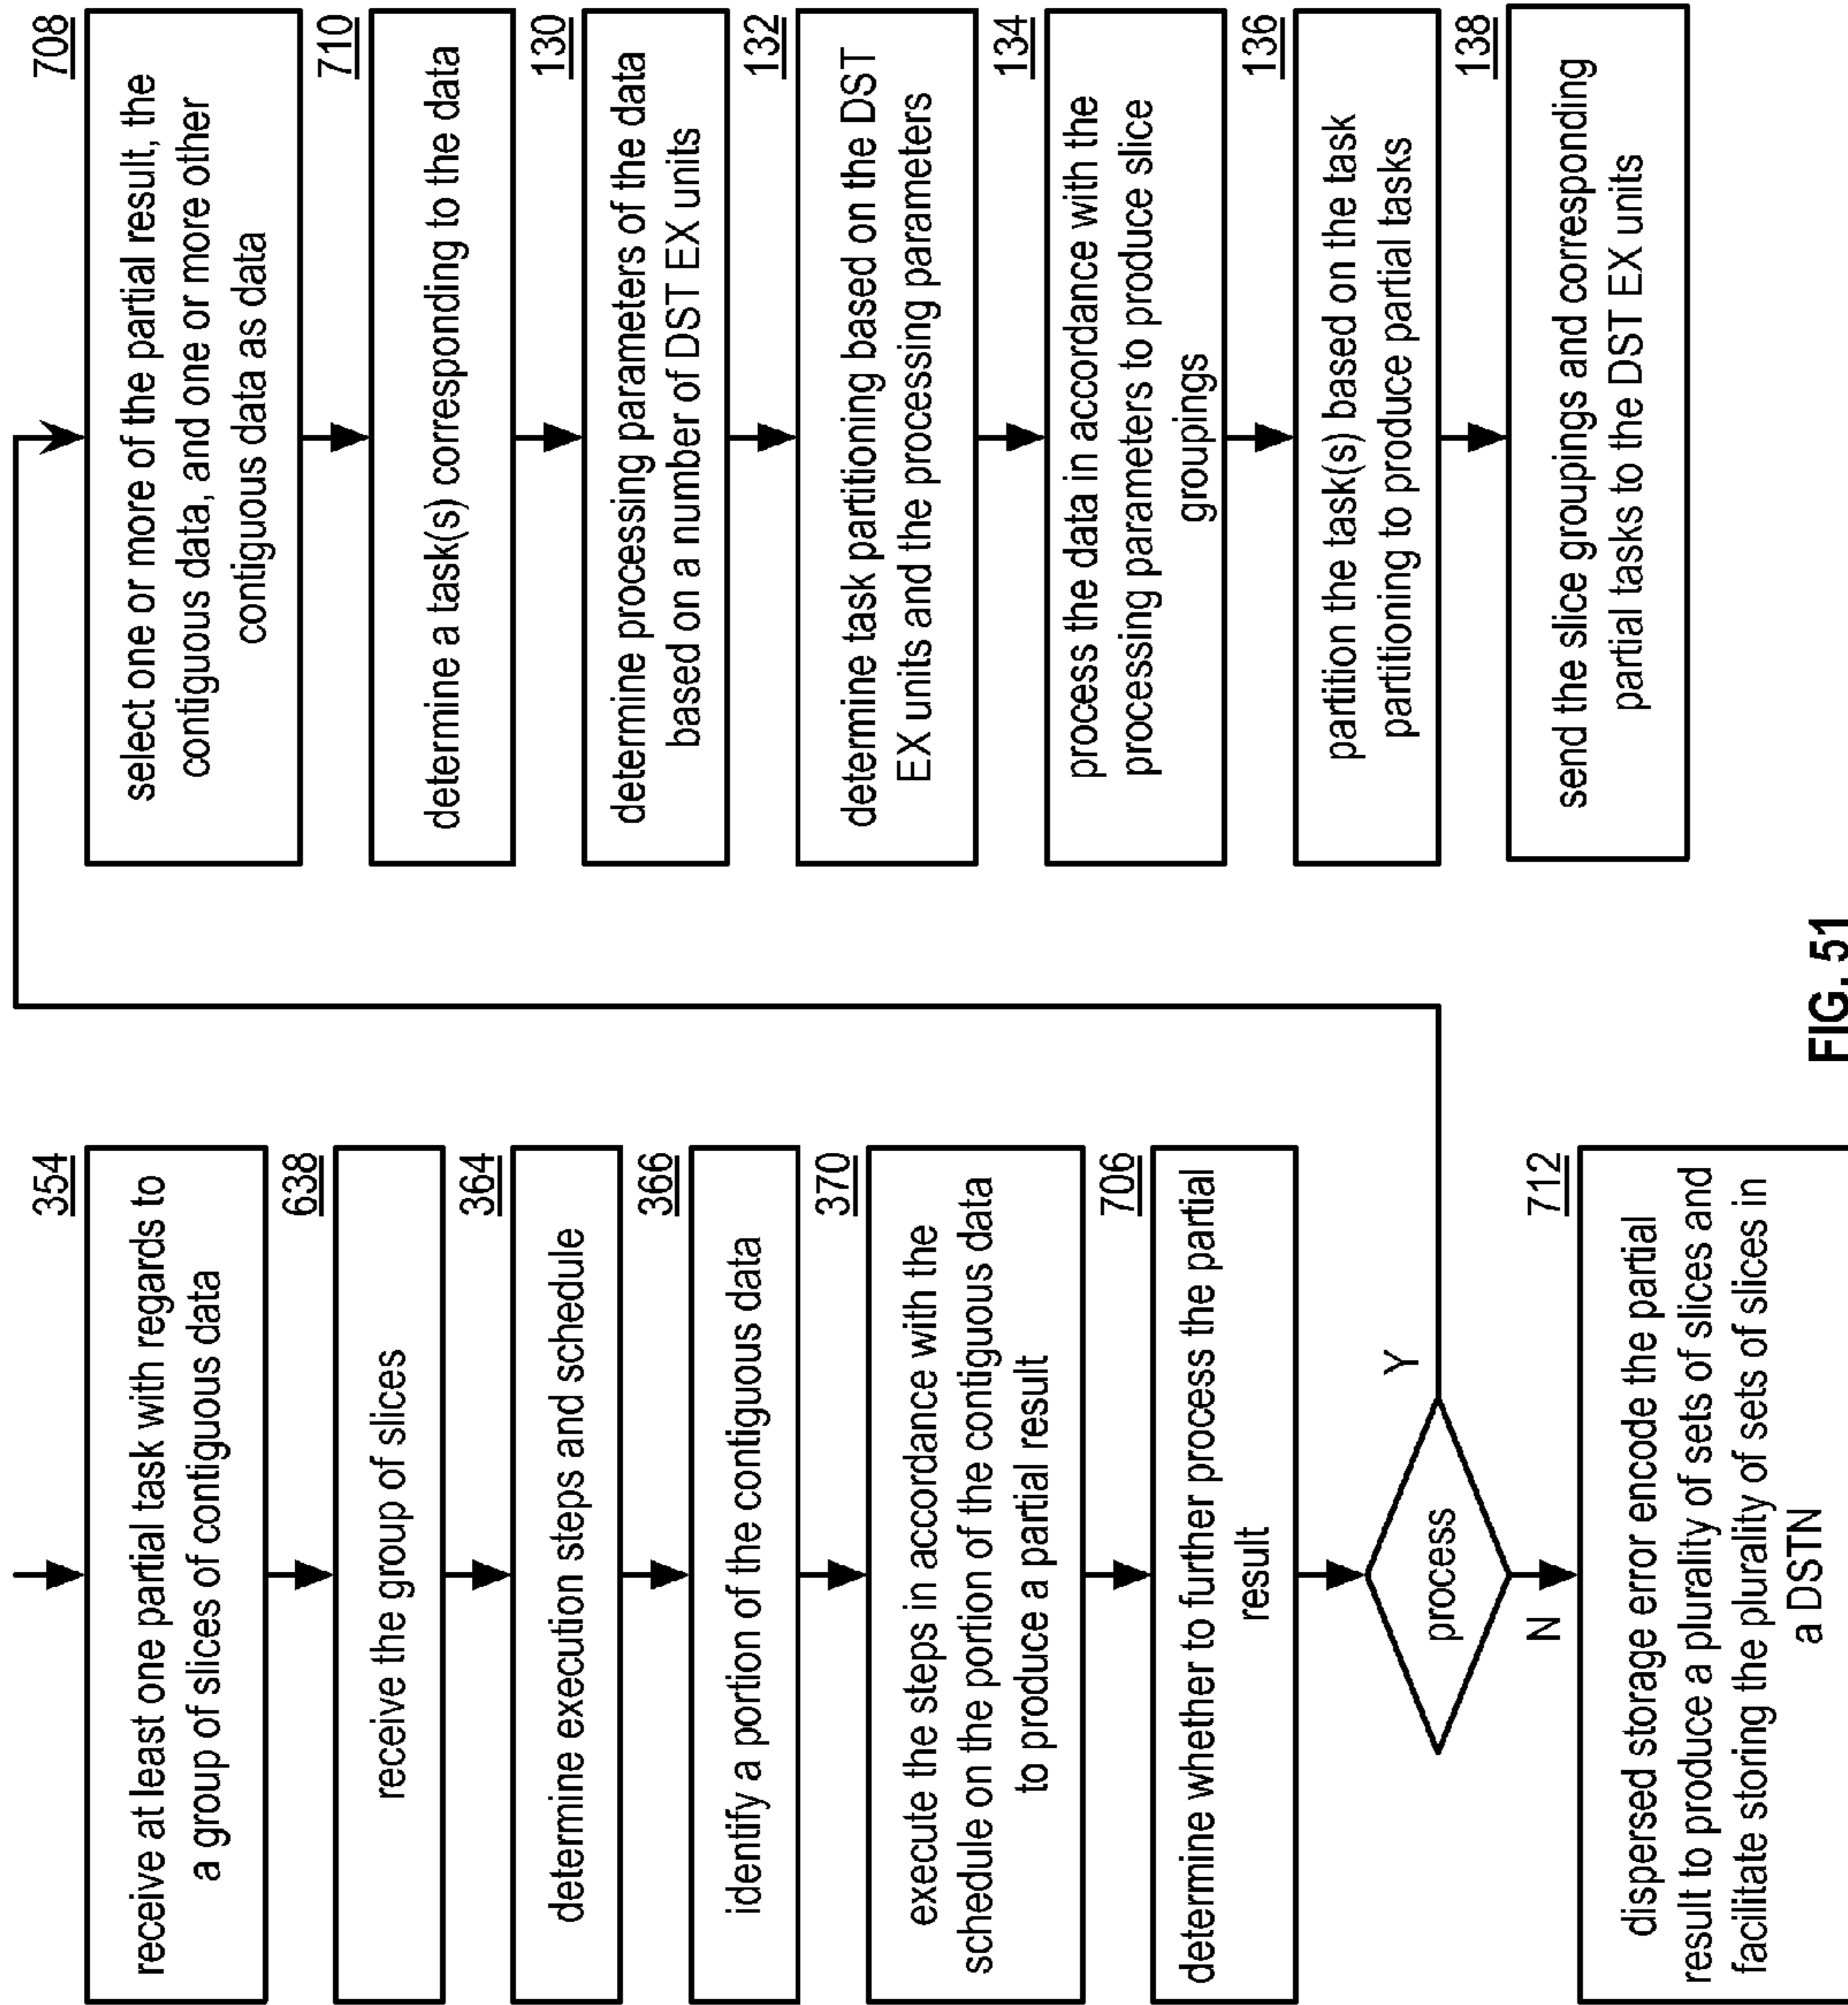 354
receive at least one partial task with regards to
a group of slices of contiguous data
638
receive the group of slices
364
determine execution steps and schedule
366
identify a portion of the contiguous data
370
execute the steps in accordance with the
schedule on the portion of the contiguous data
to produce a partial result
706
determine whether to further process the partial
result
process
Y
N
712
dispersed storage error encode the partial
result to produce a plurality of sets of slices and
facilitate storing the plurality of sets of slices in
a DSTN
708
select one or more of the partial result, the
contiguous data, and one or more other
contiguous data as data
710
determine a task(s) corresponding to the data
130
determine processing parameters of the data
based on a number of DST EX units
132
determine task partitioning based on the DST
EX units and the processing parameters
134
process the data in accordance with the
processing parameters to produce slice
groupings
136
partition the task(s) based on the task
partitioning to produce partial tasks
138
send the slice groupings and corresponding
partial tasks to the DST EX units
FIG. 51